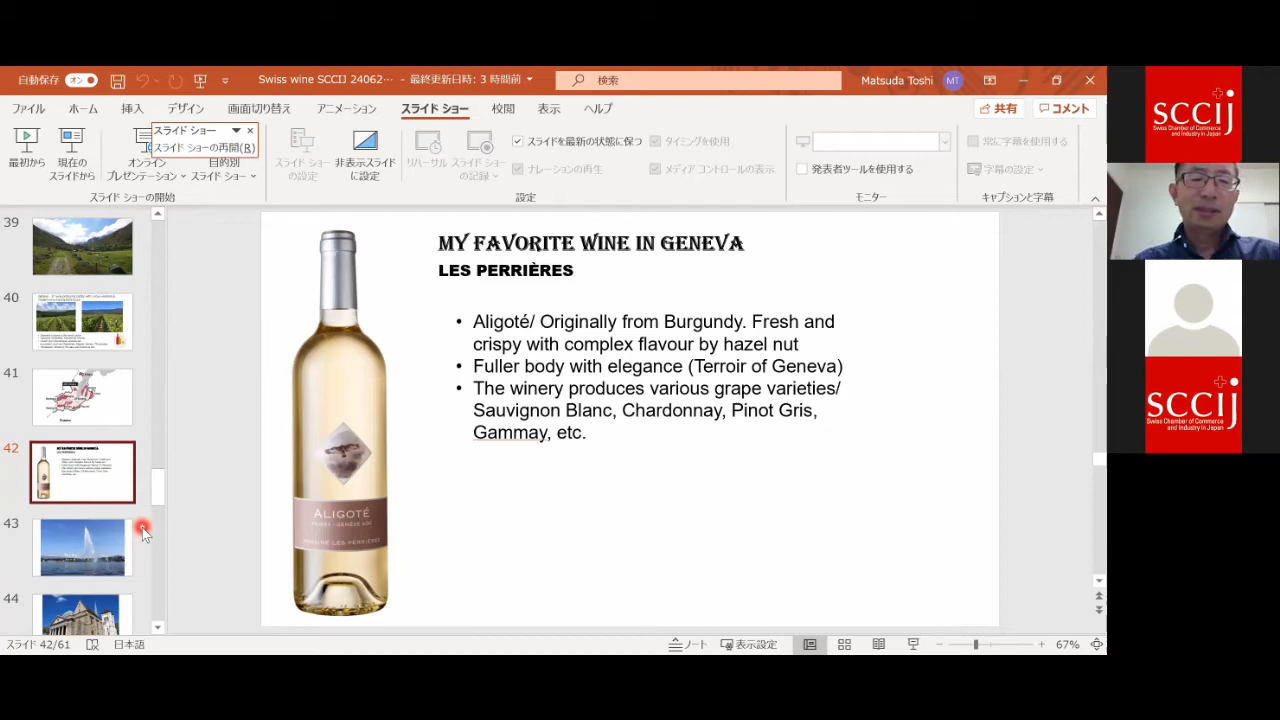 自動保存 オン Swiss wine SCCIJ 24062… - 最終更新日時: 3 時間前 検索 Matsuda Toshi MT
ファイル ホーム 挿入 デザイン 画面切り替え アニメーション スライド ショー 校閲 表示 ヘルプ 共有 コメント
スライド ショー
スライド ショーの再開(R)
最初から
現在の
スライドから
オンライン
プレゼンテーション
目的別
スライド ショー
スライド ショー
の設定
非表示スライド
に設定
リハーサル
スライド ショー
の記録
スライドを最新の状態に保つ
ナレーションの再生
タイミングを使用
メディア コントロールの表示
発表者ツールを使用する
常に字幕を使用する
字幕の設定
スライド ショーの開始 設定 モニター キャプションと字幕
39
40
41
42
43
44
MY FAVORITE WINE IN GENEVA
LES PERRIÈRES
• Aligoté/ Originally from Burgundy. Fresh and
crispy with complex flavour by hazel nut
• Fuller body with elegance (Terroir of Geneva)
• The winery produces various grape varieties/
Sauvignon Blanc, Chardonnay, Pinot Gris,
Gammay, etc.
ALIGOTÉ
DOMAINE LES PERRIÈRES
スライド 42/61 日本語 ノート 表示設定 67%
SCCIJ
Swiss Chamber of Commerce
and Industry in Japan
SCCIJ
Swiss Chamber of Commerce
and Industry in Japan